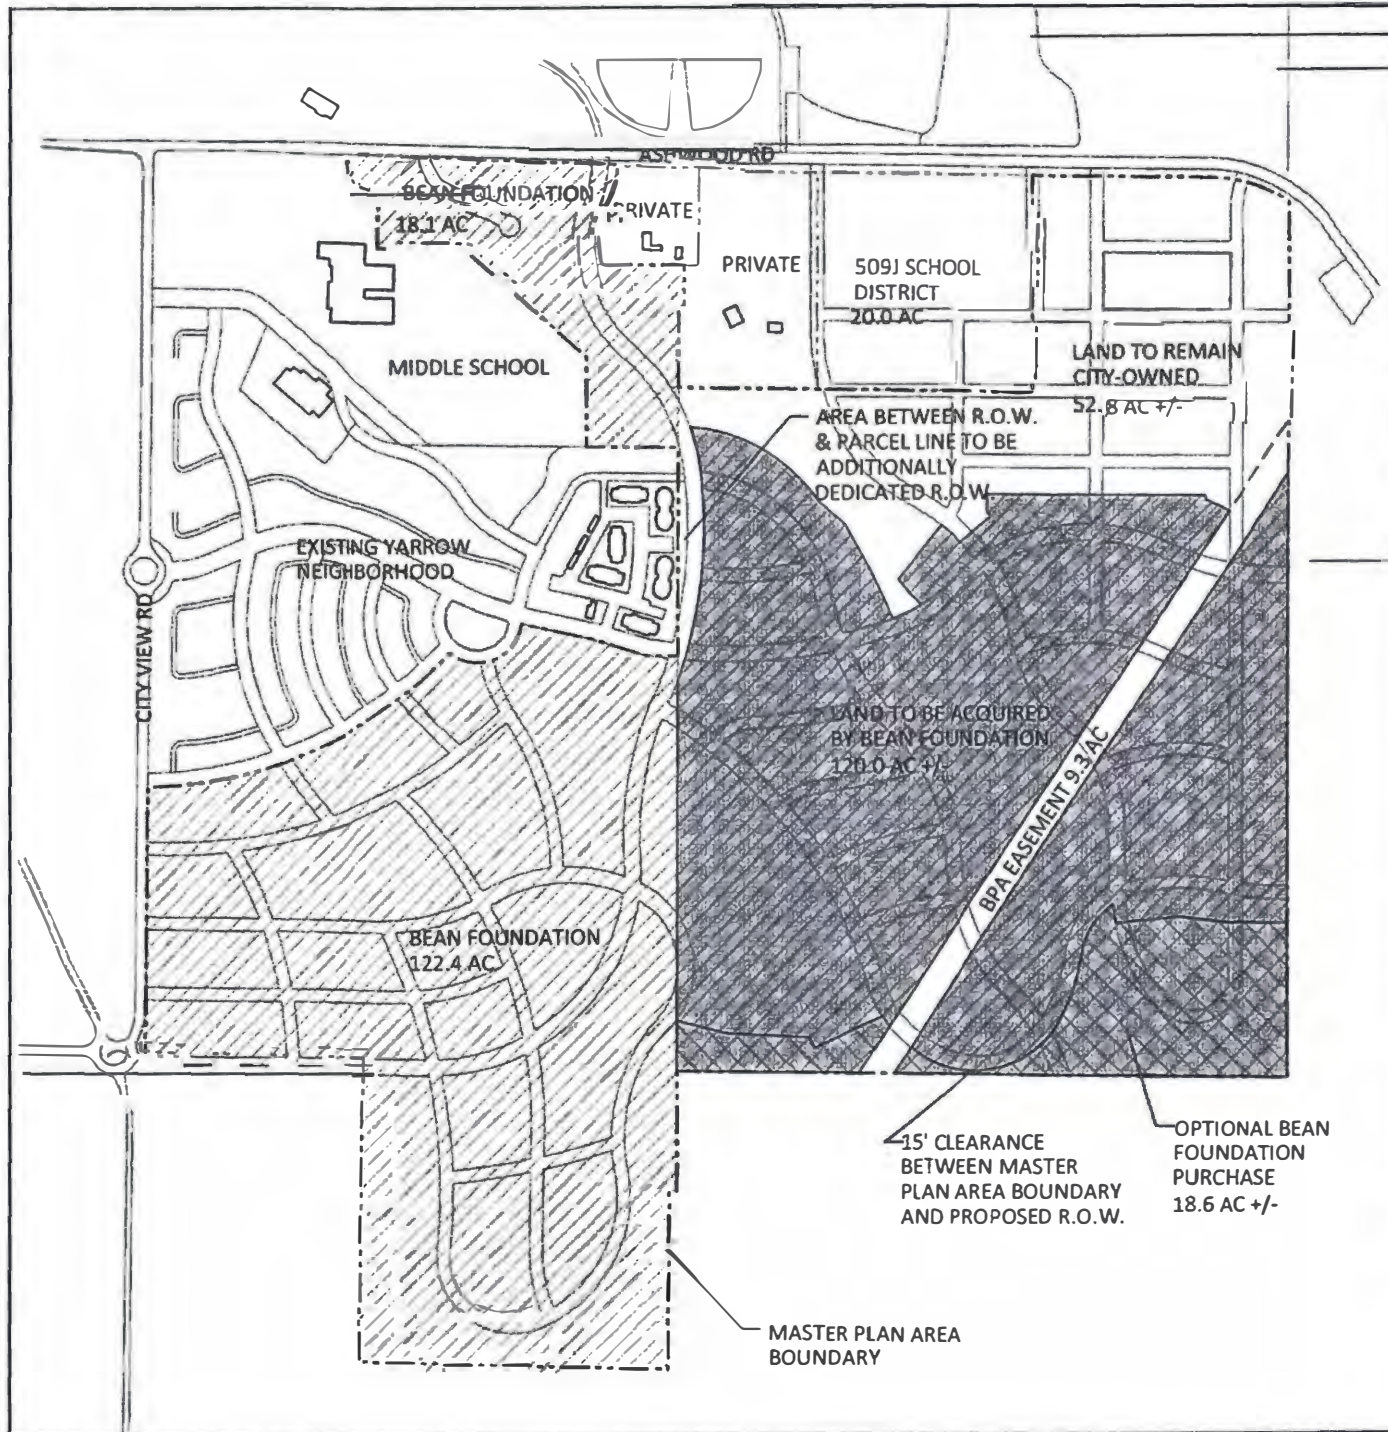 ASHWOOD RD
BEAN FOUNDATION
18.1 AC
PRIVATE
PRIVATE
509J SCHOOL
DISTRICT
20.0 AC
MIDDLE SCHOOL
LAND TO REMAIN
CITY-OWNED
52.8 AC +/-
AREA BETWEEN R.O.W.
& PARCEL LINE TO BE
ADDITIONALLY
DEDICATED R.O.W.
EXISTING YARROW
NEIGHBORHOOD
CITY VIEW RD
LAND TO BE ACQUIRED
BY BEAN FOUNDATION
120.0 AC +/-
BPA EASEMENT 9.3/AC
BEAN FOUNDATION
122.4 AC
15' CLEARANCE
BETWEEN MASTER
PLAN AREA BOUNDARY
AND PROPOSED R.O.W.
OPTIONAL BEAN
FOUNDATION
PURCHASE
18.6 AC +/-
MASTER PLAN AREA
BOUNDARY